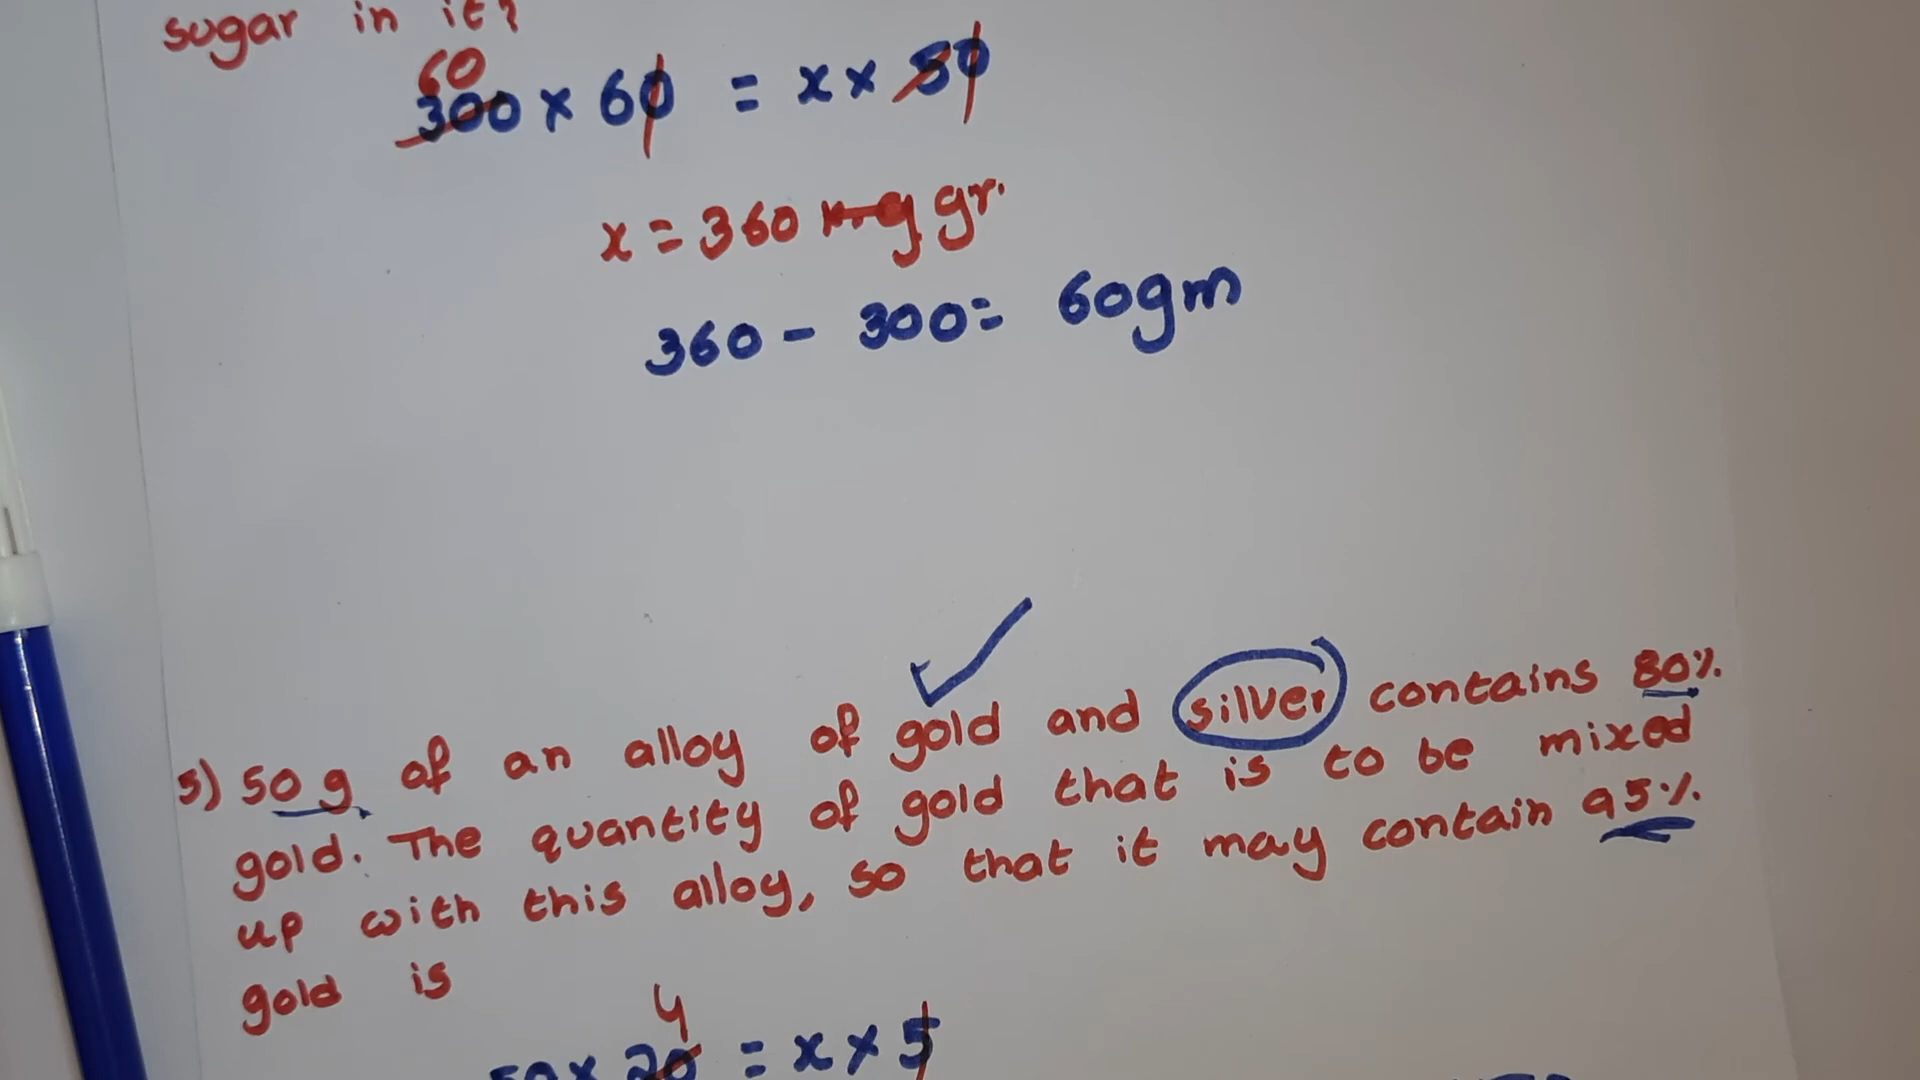 sugar in it?
60
300 x 60 = x x 50
x = 360 mg gr.
360 - 300 = 60gm
5) 50 g of an alloy of gold and silver contains 80%
gold. The quantity of gold that is to be mixed
up with this alloy, so that it may contain 95%
gold is
4
50 x 20 = x x 5